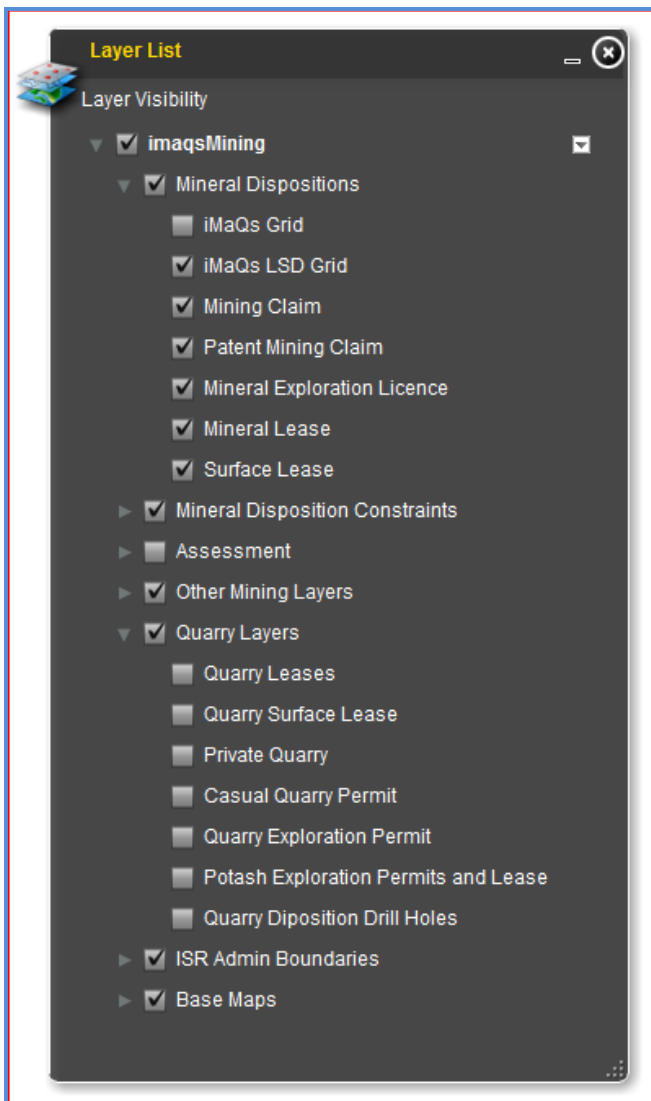 Layer List
Layer Visibility
imaqsMining
Mineral Dispositions
iMaQs Grid
iMaQs LSD Grid
Mining Claim
Patent Mining Claim
Mineral Exploration Licence
Mineral Lease
Surface Lease
Mineral Disposition Constraints
Assessment
Other Mining Layers
Quarry Layers
Quarry Leases
Quarry Surface Lease
Private Quarry
Casual Quarry Permit
Quarry Exploration Permit
Potash Exploration Permits and Lease
Quarry Diposition Drill Holes
ISR Admin Boundaries
Base Maps